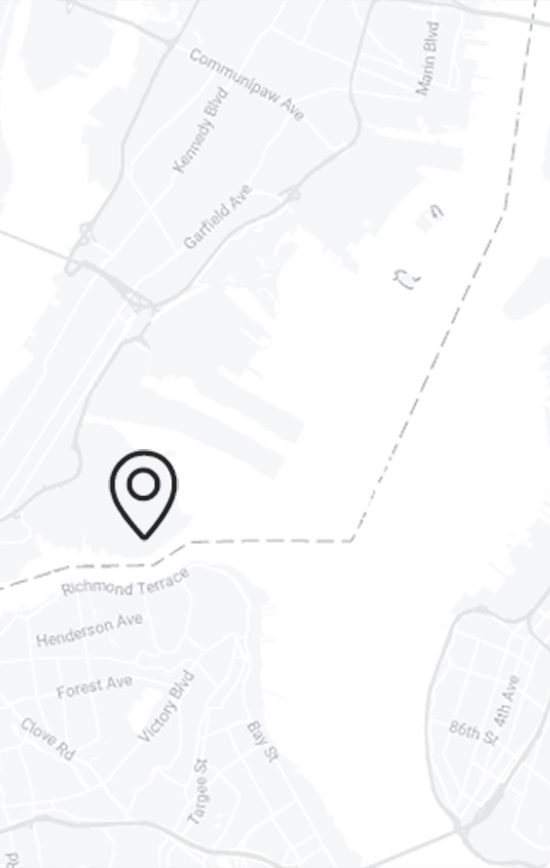 Marin Blvd
Communipaw Ave
Kennedy Blvd
Garfield Ave
Richmond Terrace
Henderson Ave
Forest Ave
Victory Blvd
Clove Rd
Bay St
86th St
4th Ave
Targee St
Rd